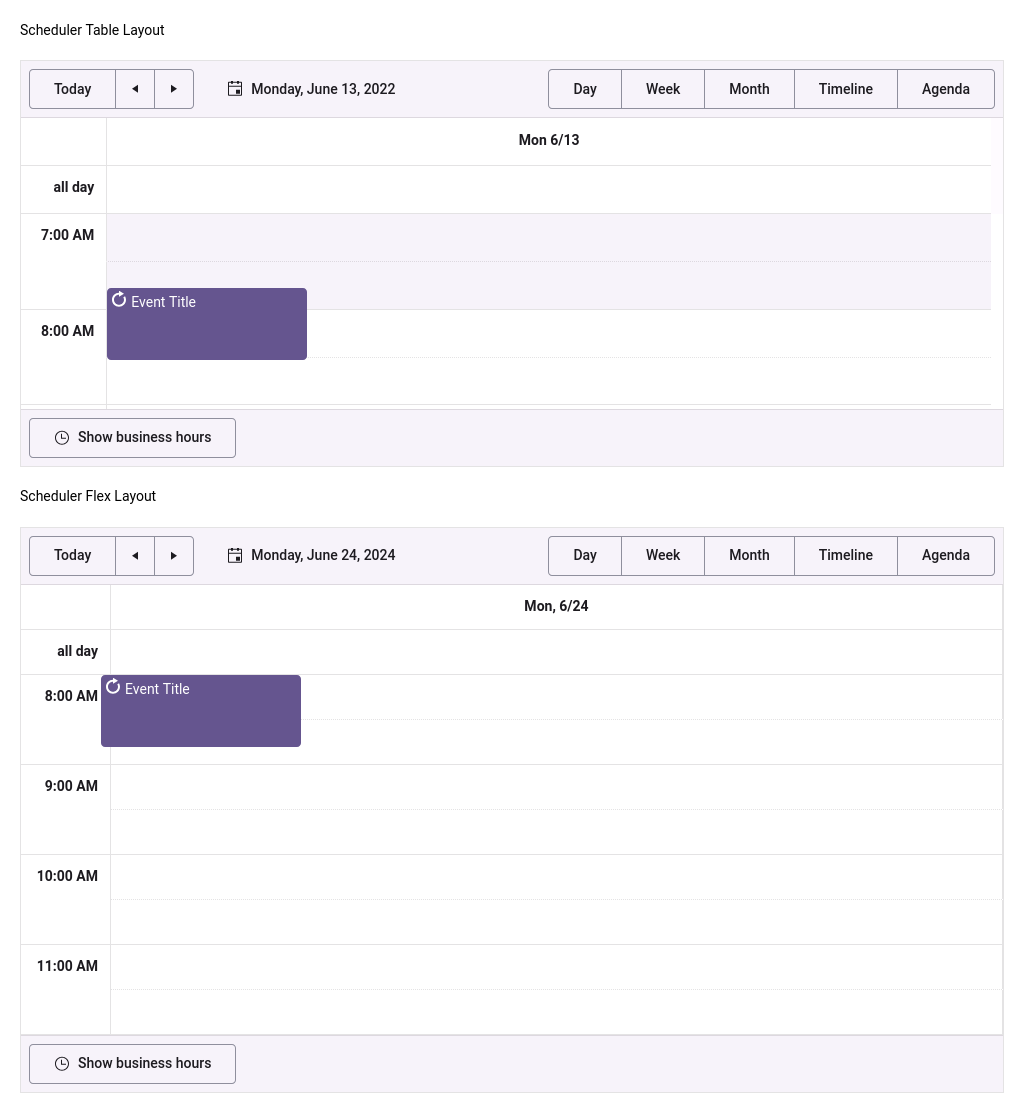 Scheduler Table Layout
Today Monday, June 13, 2022 Day Week Month Timeline Agenda
Mon 6/13
all day
7:00 AM
Event Title
8:00 AM
Show business hours
Scheduler Flex Layout
Today Monday, June 24, 2024 Day Week Month Timeline Agenda
Mon, 6/24
all day
8:00 AM Event Title
9:00 AM
10:00 AM
11:00 AM
Show business hours